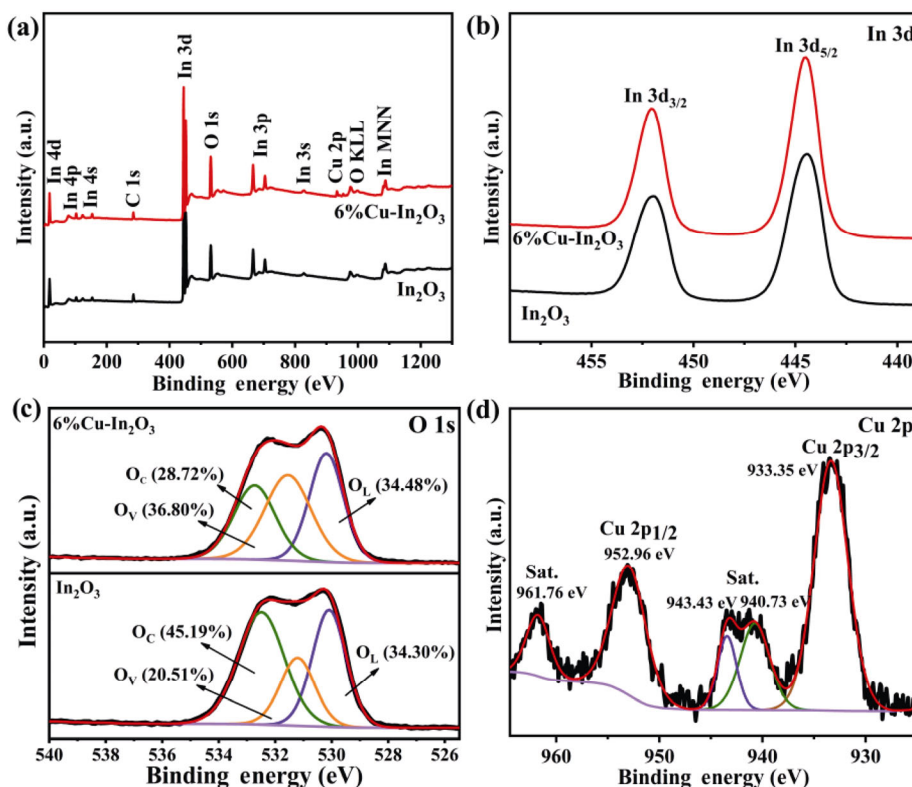 (a)
In 4d
In 4p
In 4s
C 1s
In 3d
O 1s
In 3p
In 3s
Cu 2p
O KLL
In MNN
6%Cu-In₂O₃
In₂O₃
Intensity (a.u.)
0 200 400 600 800 1000 1200
Binding energy (eV)
(b)
In 3d
In 3d₅/₂
In 3d₃/₂
6%Cu-In₂O₃
In₂O₃
Intensity (a.u.)
455 450 445 440
Binding energy (eV)
(c)
O 1s
6%Cu-In₂O₃
O_C (28.72%)
O_V (36.80%)
O_L (34.48%)
In₂O₃
O_C (45.19%)
O_V (20.51%)
O_L (34.30%)
Intensity (a.u.)
540 538 536 534 532 530 528 526
Binding energy (eV)
(d)
Cu 2p
Cu 2p3/2
933.35 eV
Cu 2p1/2
952.96 eV
Sat.
961.76 eV
Sat.
943.43 eV 940.73 eV
Intensity (a.u.)
960 950 940 930
Binding energy (eV)